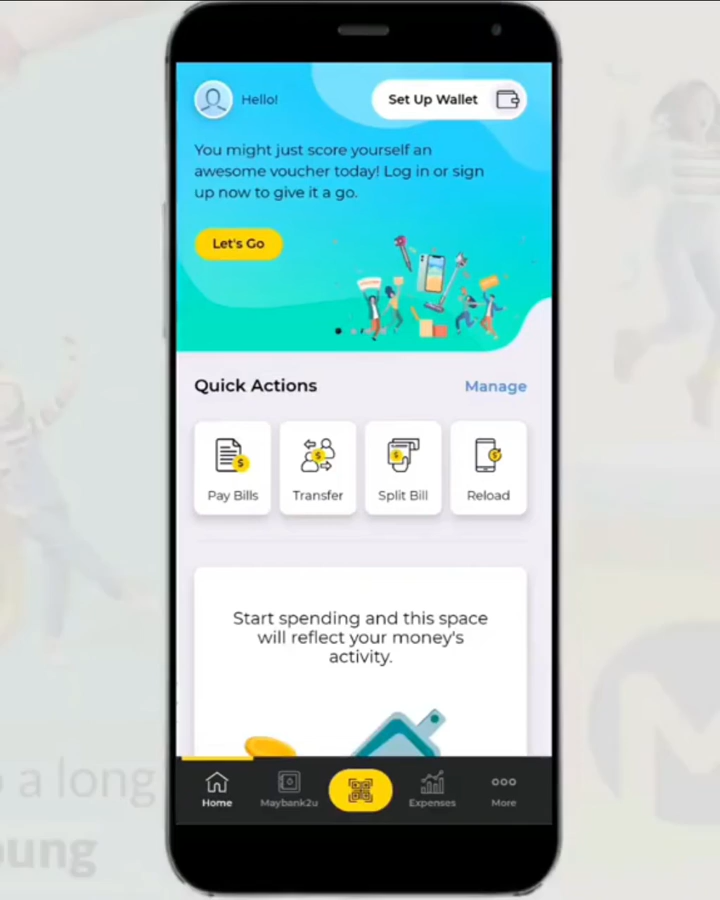 Hello!
Set Up Wallet
You might just score yourself an
awesome voucher today! Log in or sign
up now to give it a go.
Let's Go
Quick Actions
Manage
Pay Bills
Transfer
Split Bill
Reload
Start spending and this space
will reflect your money's
activity.
Home
Maybank2u
Expenses
More
a long
oung
M